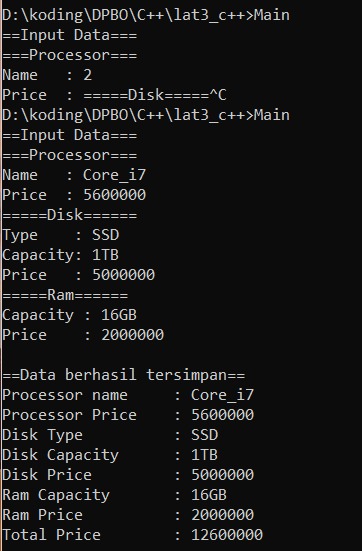 D:\koding\DPBO\C++\lat3_c++>Main
==Input Data===
===Processor===
Name   : 2
Price  : =====Disk=====^C
D:\koding\DPBO\C++\lat3_c++>Main
==Input Data===
===Processor===
Name   : Core_i7
Price  : 5600000
=====Disk======
Type    : SSD
Capacity: 1TB
Price   : 5000000
=====Ram======
Capacity : 16GB
Price    : 2000000

==Data berhasil tersimpan==
Processor name     : Core_i7
Processor Price    : 5600000
Disk Type          : SSD
Disk Capacity      : 1TB
Disk Price         : 5000000
Ram Capacity       : 16GB
Ram Price          : 2000000
Total Price        : 12600000